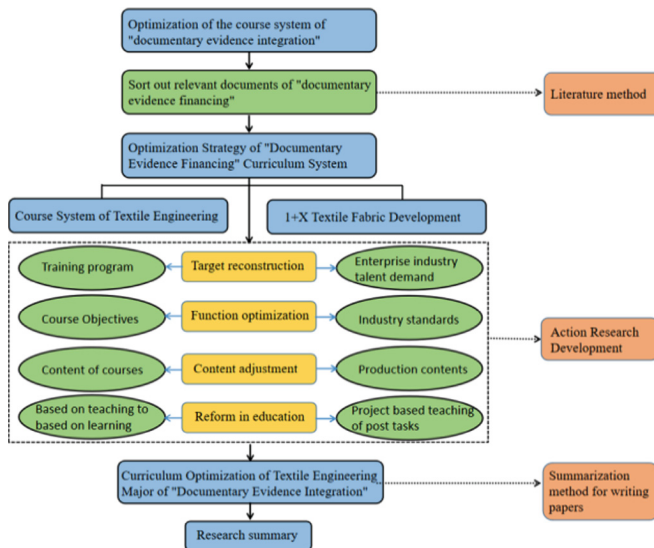 Optimization of the course system of
"documentary evidence integration"
Sort out relevant documents of "documentary
evidence financing"
Literature method
Optimization Strategy of "Documentary
Evidence Financing" Curriculum System
Course System of Textile Engineering
1+X Textile Fabric Development
Training program
Target reconstruction
Enterprise industry
talent demand
Course Objectives
Function optimization
Industry standards
Action Research
Development
Content of courses
Content adjustment
Production contents
Based on teaching to
based on learning
Reform in education
Project based teaching
of post tasks
Curriculum Optimization of Textile Engineering
Major of "Documentary Evidence Integration"
Summarization
method for writing
papers
Research summary